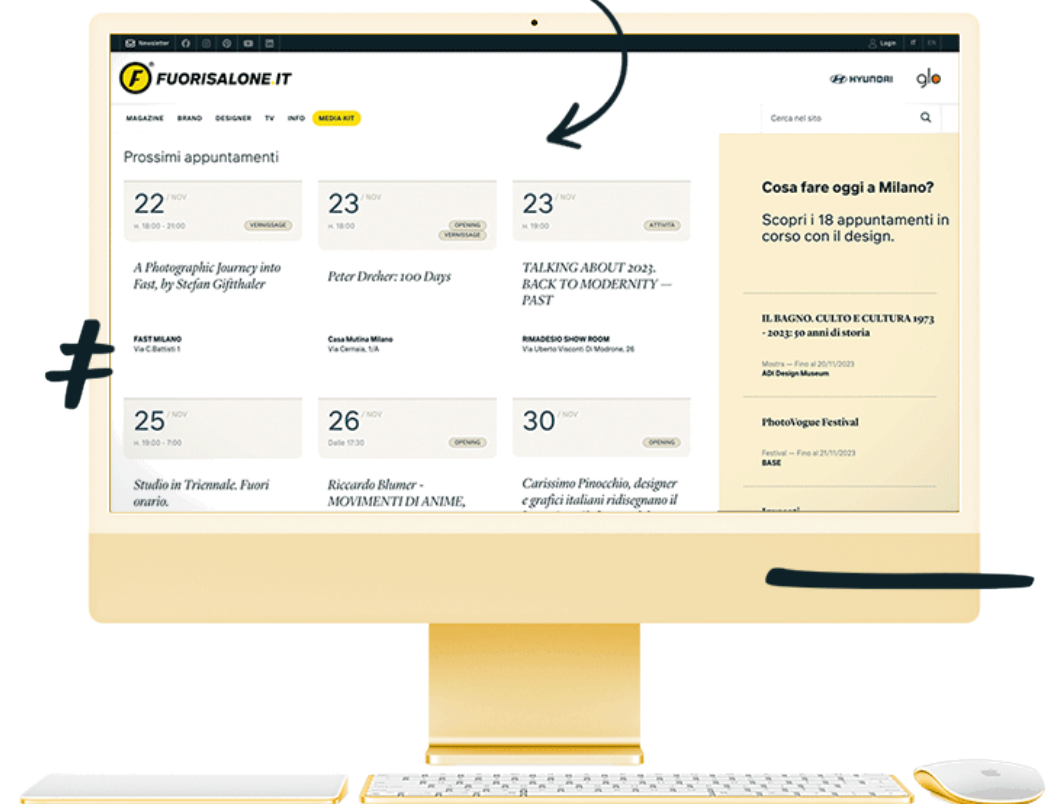 Newsletter
Login IT EN
FUORISALONE.IT
HYUNDAI
glo
MAGAZINE BRAND DESIGNER TV INFO MEDIA KIT
Cerca nel sito
Prossimi appuntamenti
22 / NOV
H. 18:00 - 21:00
VERNISSAGE
A Photographic Journey into
Fast, by Stefan Giftthaler
FAST MILANO
Via C.Battisti 1
23 / NOV
H. 18:00
OPENING
VERNISSAGE
Peter Dreher: 100 Days
Casa Mutina Milano
Via Cernaia, 1/A
23 / NOV
H. 19:00
ATTIVITÀ
TALKING ABOUT 2023.
BACK TO MODERNITY —
PAST
RIMADESIO SHOW ROOM
Via Uberto Visconti Di Modrone, 26
25 / NOV
H. 19:00 - 7:00
Studio in Triennale. Fuori
orario.
26 / NOV
Dalle 17:30
OPENING
Riccardo Blumer -
MOVIMENTI DI ANIME,
30 / NOV
OPENING
Carissimo Pinocchio, designer
e grafici italiani ridisegnano il
Cosa fare oggi a Milano?
Scopri i 18 appuntamenti in
corso con il design.
IL BAGNO. CULTO E CULTURA 1973
- 2023: 50 anni di storia
Mostra — Fino al 20/11/2023
ADI Design Museum
PhotoVogue Festival
Festival — Fino al 21/11/2023
BASE